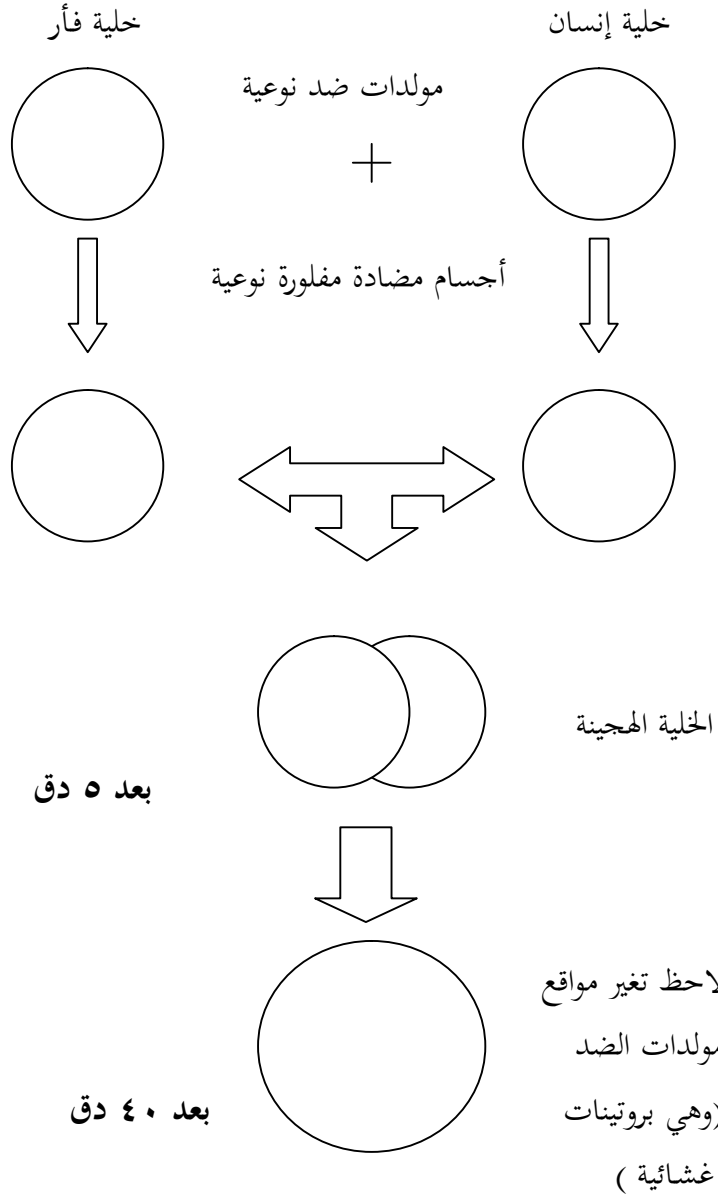 خلية إنسان
خلية فأر
مولدات ضد نوعية
أجسام مضادة مفلورة نوعية
الخلية الهجينة
بعد ٥ دق
لاحظ تغير مواقع
مولدات الضد
(وهي بروتينات
غشائية )
بعد ٤٠ دق